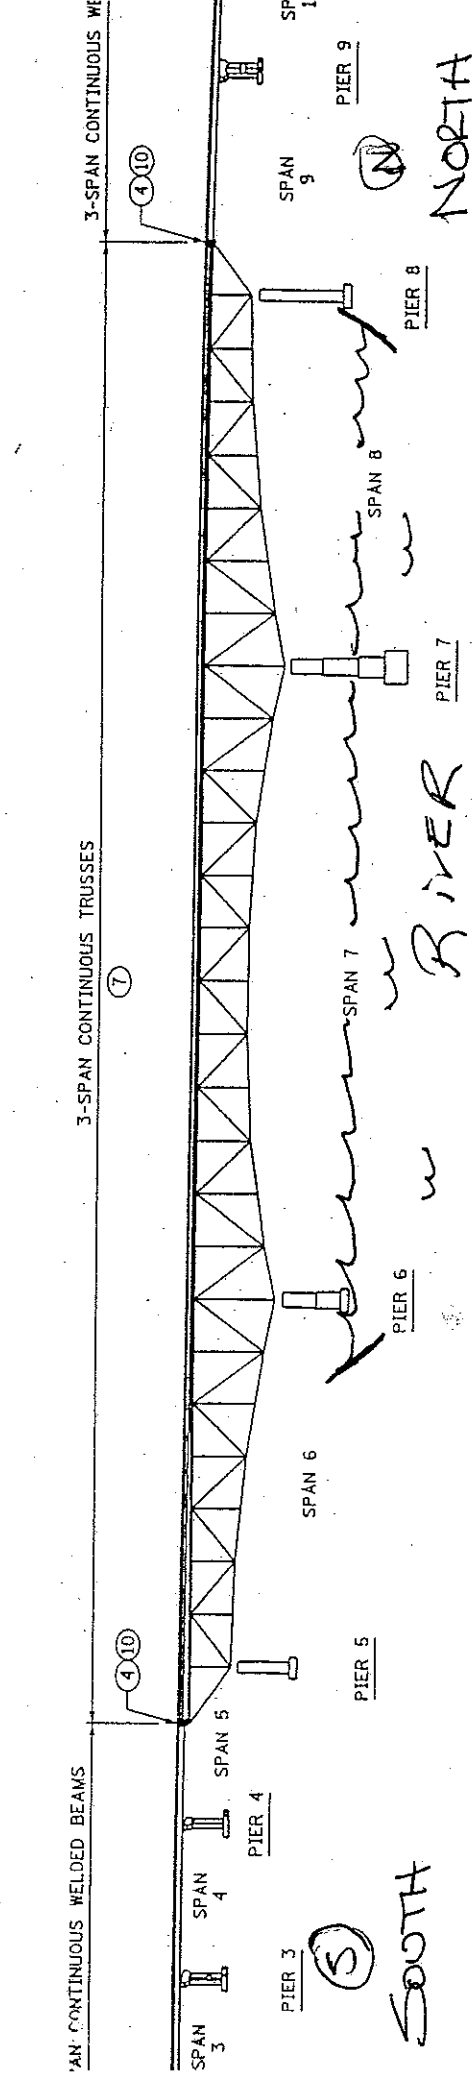 'AN CONTINUOUS WELDED BEAMS
3-SPAN CONTINUOUS TRUSSES
3-SPAN CONTINUOUS WE
4 10
7
4 10
SPAN 3
SPAN 4
SPAN 5
SPAN 6
SPAN 7
SPAN 8
SPAN 9
SP 1
PIER 3
PIER 4
PIER 5
PIER 6
PIER 7
PIER 8
PIER 9
S
SOUTH
RIVER
N
NORTH